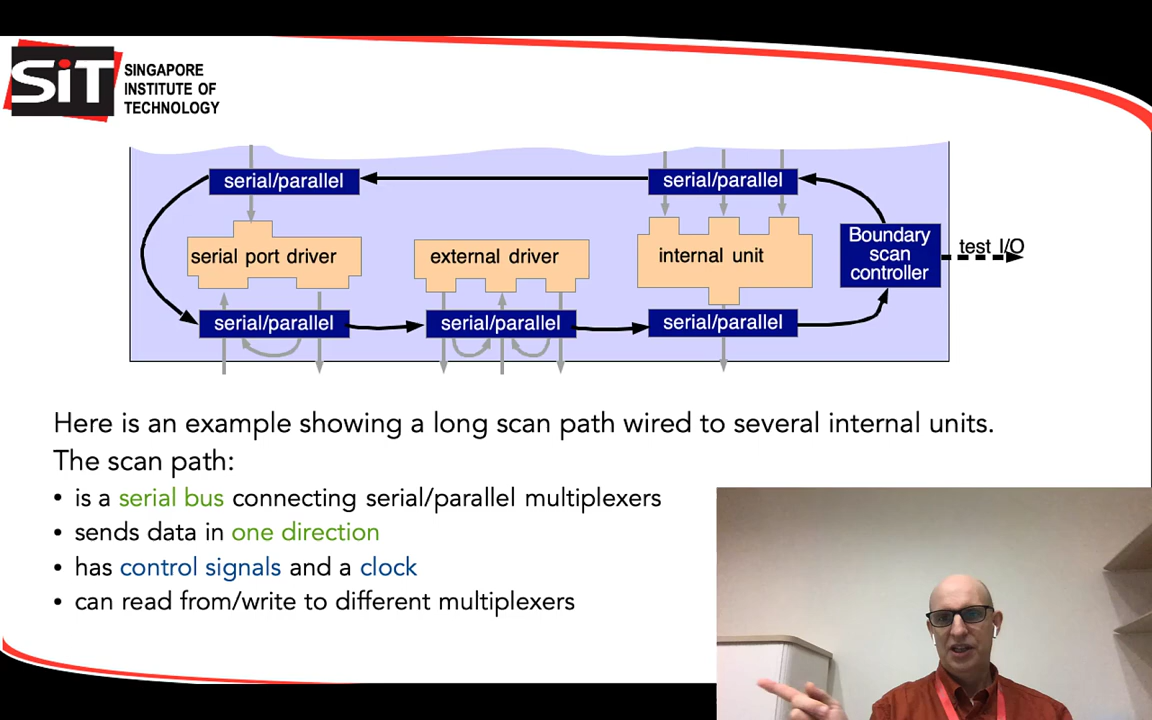 SiT
SINGAPORE
INSTITUTE OF
TECHNOLOGY
serial/parallel
serial/parallel
serial port driver
external driver
internal unit
Boundary
scan
controller
test I/O
serial/parallel
serial/parallel
serial/parallel
Here is an example showing a long scan path wired to several internal units.
The scan path:
• is a serial bus connecting serial/parallel multiplexers
• sends data in one direction
• has control signals and a clock
• can read from/write to different multiplexers